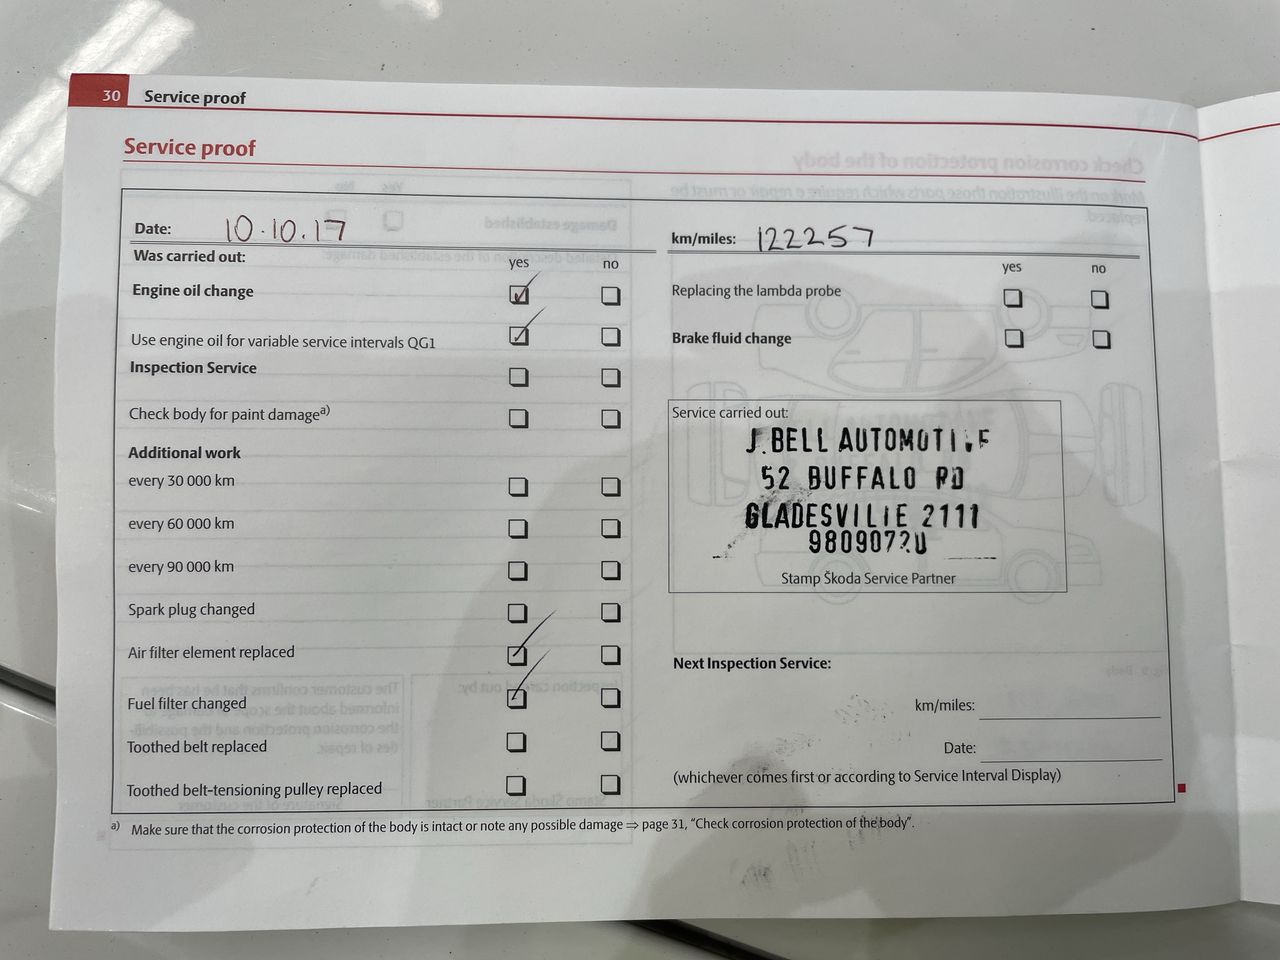 30 Service proof
Service proof
Date: 10.10.17
km/miles: 122257
Was carried out:
yes no
yes no
Engine oil change
Replacing the lambda probe
Use engine oil for variable service intervals QG1
Brake fluid change
Inspection Service
Check body for paint damage a)
Service carried out:
J.BELL AUTOMOTIVE
52 BUFFALO RD
GLADESVILIE 2111
98090720
Stamp Škoda Service Partner
Additional work
every 30 000 km
every 60 000 km
every 90 000 km
Spark plug changed
Air filter element replaced
Fuel filter changed
Toothed belt replaced
Toothed belt-tensioning pulley replaced
Next Inspection Service:
km/miles:
Date:
(whichever comes first or according to Service Interval Display)
a) Make sure that the corrosion protection of the body is intact or note any possible damage ⇒ page 31, “Check corrosion protection of the body”.